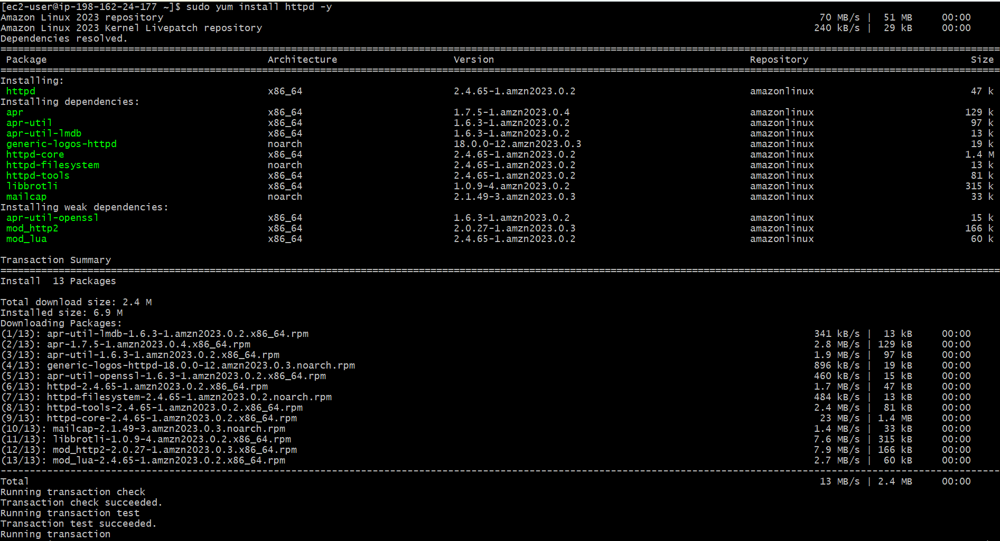 [ec2-user@ip-198-162-24-177 ~]$ sudo yum install httpd -y
Amazon Linux 2023 repository 70 MB/s | 51 MB 00:00
Amazon Linux 2023 Kernel Livepatch repository 240 kB/s | 29 kB 00:00
Dependencies resolved.
================================================================================
Package Architecture Version Repository Size
================================================================================
Installing:
httpd x86_64 2.4.65-1.amzn2023.0.2 amazonlinux 47 k
Installing dependencies:
apr x86_64 1.7.5-1.amzn2023.0.4 amazonlinux 129 k
apr-util x86_64 1.6.3-1.amzn2023.0.2 amazonlinux 97 k
apr-util-lmdb x86_64 1.6.3-1.amzn2023.0.2 amazonlinux 13 k
generic-logos-httpd noarch 18.0.0-12.amzn2023.0.3 amazonlinux 19 k
httpd-core x86_64 2.4.65-1.amzn2023.0.2 amazonlinux 1.4 M
httpd-filesystem noarch 2.4.65-1.amzn2023.0.2 amazonlinux 13 k
httpd-tools x86_64 2.4.65-1.amzn2023.0.2 amazonlinux 81 k
libbrotli x86_64 1.0.9-4.amzn2023.0.2 amazonlinux 315 k
mailcap noarch 2.1.49-3.amzn2023.0.3 amazonlinux 33 k
Installing weak dependencies:
apr-util-openssl x86_64 1.6.3-1.amzn2023.0.2 amazonlinux 15 k
mod_http2 x86_64 2.0.27-1.amzn2023.0.3 amazonlinux 166 k
mod_lua x86_64 2.4.65-1.amzn2023.0.2 amazonlinux 60 k
Transaction Summary
================================================================================
Install 13 Packages
Total download size: 2.4 M
Installed size: 6.9 M
Downloading Packages:
(1/13): apr-util-lmdb-1.6.3-1.amzn2023.0.2.x86_64.rpm 341 kB/s | 13 kB 00:00
(2/13): apr-1.7.5-1.amzn2023.0.4.x86_64.rpm 2.8 MB/s | 129 kB 00:00
(3/13): apr-util-1.6.3-1.amzn2023.0.2.x86_64.rpm 1.9 MB/s | 97 kB 00:00
(4/13): generic-logos-httpd-18.0.0-12.amzn2023.0.3.noarch.rpm 896 kB/s | 19 kB 00:00
(5/13): apr-util-openssl-1.6.3-1.amzn2023.0.2.x86_64.rpm 460 kB/s | 15 kB 00:00
(6/13): httpd-2.4.65-1.amzn2023.0.2.x86_64.rpm 1.7 MB/s | 47 kB 00:00
(7/13): httpd-filesystem-2.4.65-1.amzn2023.0.2.noarch.rpm 484 kB/s | 13 kB 00:00
(8/13): httpd-tools-2.4.65-1.amzn2023.0.2.x86_64.rpm 2.4 MB/s | 81 kB 00:00
(9/13): httpd-core-2.4.65-1.amzn2023.0.2.x86_64.rpm 23 MB/s | 1.4 MB 00:00
(10/13): mailcap-2.1.49-3.amzn2023.0.3.noarch.rpm 1.4 MB/s | 33 kB 00:00
(11/13): libbrotli-1.0.9-4.amzn2023.0.2.x86_64.rpm 7.6 MB/s | 315 kB 00:00
(12/13): mod_http2-2.0.27-1.amzn2023.0.3.x86_64.rpm 7.9 MB/s | 166 kB 00:00
(13/13): mod_lua-2.4.65-1.amzn2023.0.2.x86_64.rpm 2.7 MB/s | 60 kB 00:00
--------------------------------------------------------------------------------
Total 13 MB/s | 2.4 MB 00:00
Running transaction check
Transaction check succeeded.
Running transaction test
Transaction test succeeded.
Running transaction